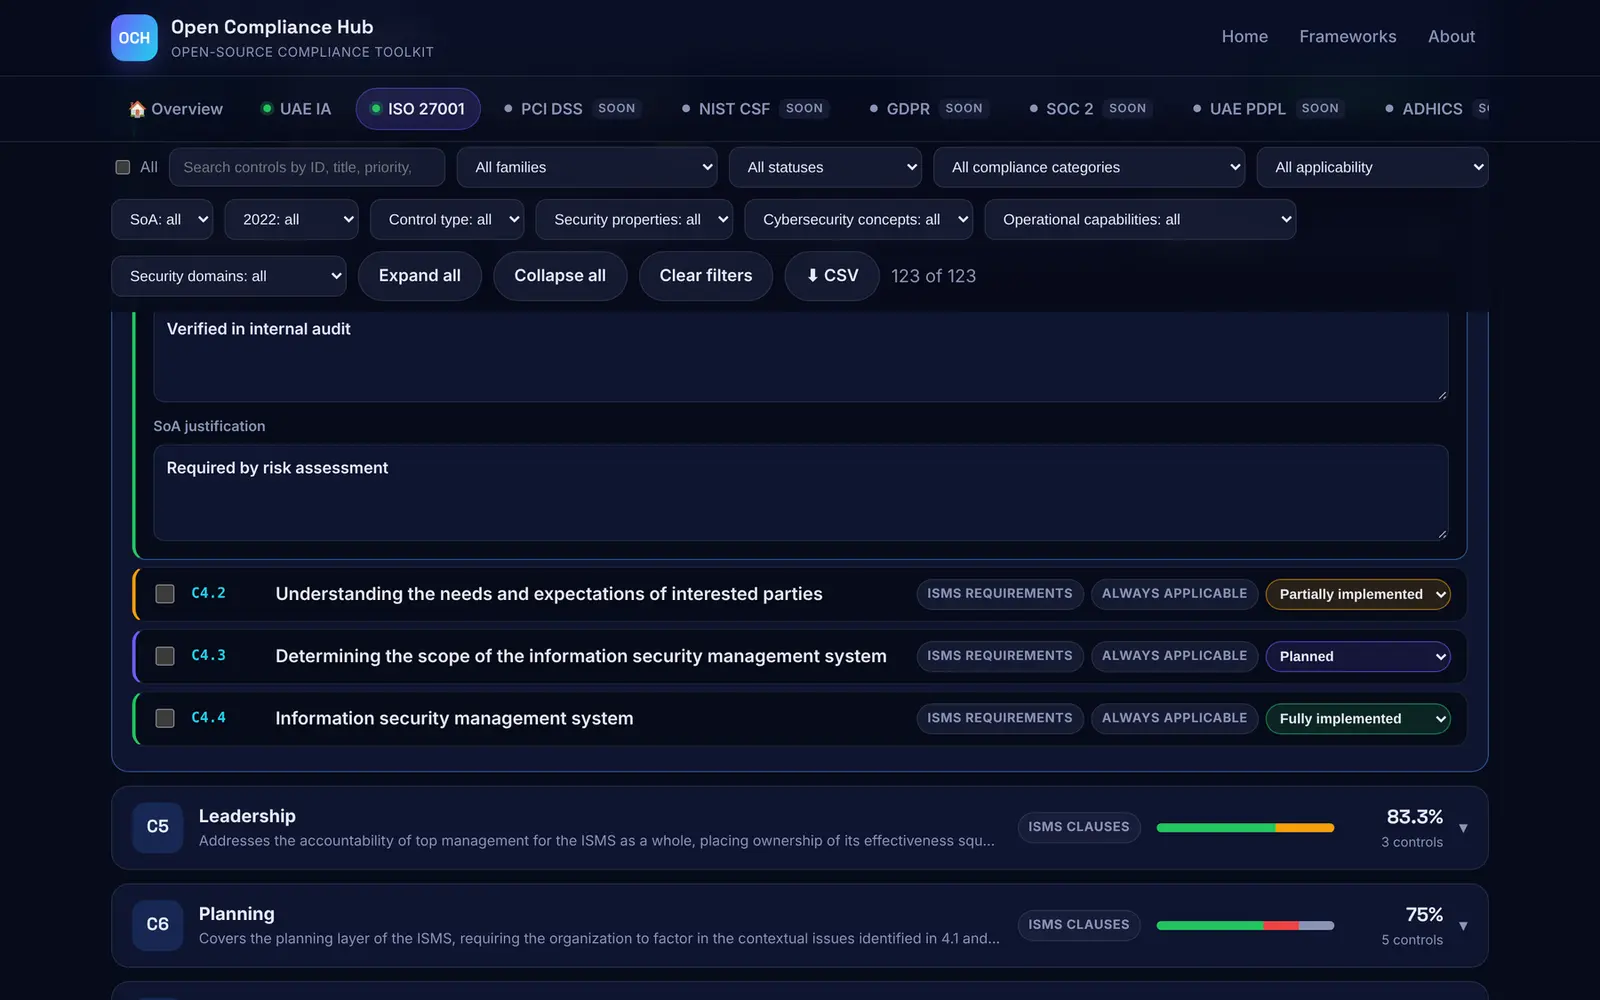 OCH
Open Compliance Hub
OPEN-SOURCE COMPLIANCE TOOLKIT
Home Frameworks About
Overview UAE IA ISO 27001 PCI DSS SOON NIST CSF SOON GDPR SOON SOC 2 SOON UAE PDPL SOON ADHICS
All Search controls by ID, title, priority, All families All statuses All compliance categories All applicability
SoA: all 2022: all Control type: all Security properties: all Cybersecurity concepts: all Operational capabilities: all
Security domains: all Expand all Collapse all Clear filters ⬇ CSV 123 of 123
Verified in internal audit
SoA justification
Required by risk assessment
C4.2 Understanding the needs and expectations of interested parties ISMS REQUIREMENTS ALWAYS APPLICABLE Partially implemented
C4.3 Determining the scope of the information security management system ISMS REQUIREMENTS ALWAYS APPLICABLE Planned
C4.4 Information security management system ISMS REQUIREMENTS ALWAYS APPLICABLE Fully implemented
C5 Leadership ISMS CLAUSES 83.3%
Addresses the accountability of top management for the ISMS as a whole, placing ownership of its effectiveness squ... 3 controls
C6 Planning ISMS CLAUSES 75%
Covers the planning layer of the ISMS, requiring the organization to factor in the contextual issues identified in 4.1 and... 5 controls